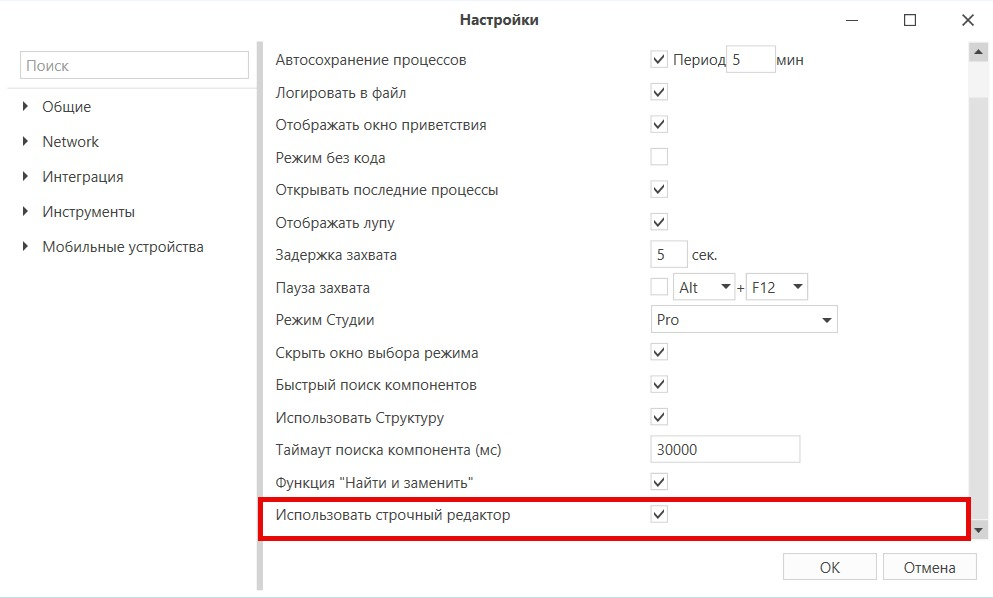 Настройки
Поиск
Общие
Network
Интеграция
Инструменты
Мобильные устройства
Автосохранение процессов Период 5 мин
Логировать в файл
Отображать окно приветствия
Режим без кода
Открывать последние процессы
Отображать лупу
Задержка захвата 5 сек.
Пауза захвата Alt + F12
Режим Студии Pro
Скрыть окно выбора режима
Быстрый поиск компонентов
Использовать Структуру
Таймаут поиска компонента (мс) 30000
Функция "Найти и заменить"
Использовать строчный редактор
ОК Отмена